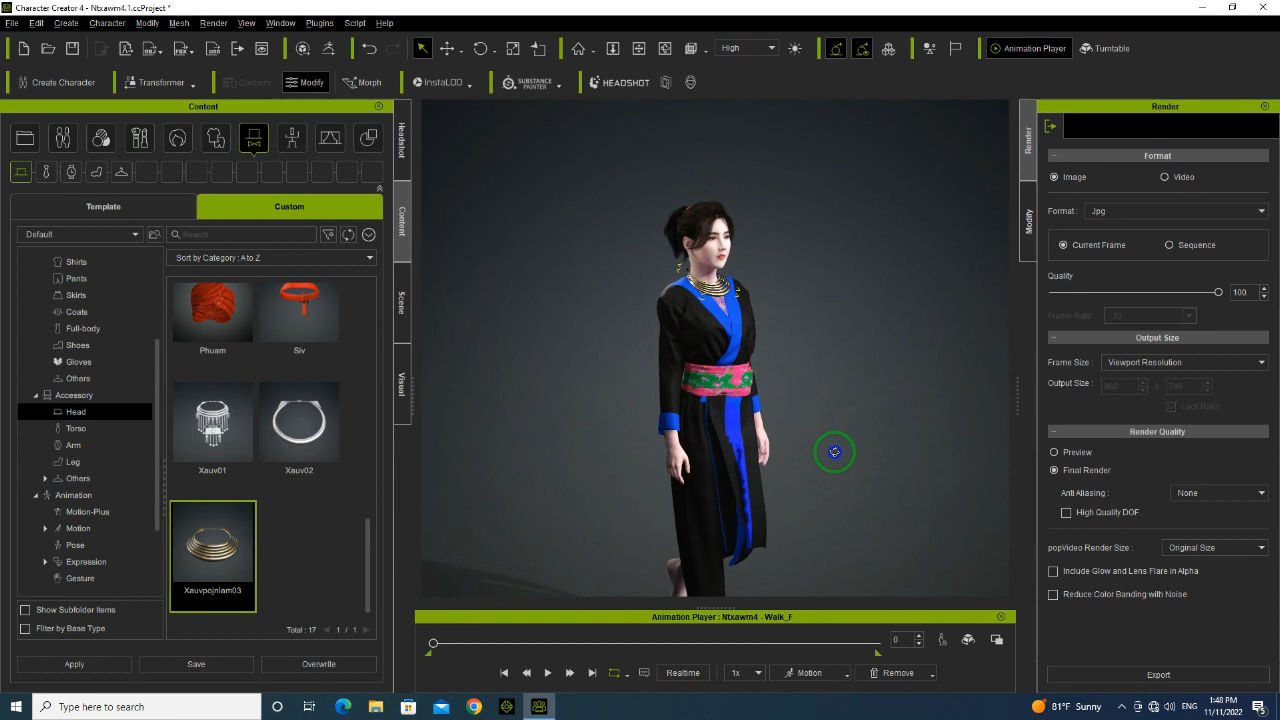 Character Creator 4 - Ntxawm4.1.ccProject *
File Edit Create Character Modify Mesh Render View Window Plugins Script Help
High
Animation Player
Turntable
Create Character
Transformer
Conform
Modify
Morph
InstaLOD
SUBSTANCE PAINTER
HEADSHOT
Content
Template
Custom
Default
Search
Sort by Category : A to Z
Shirts
Pants
Skirts
Coats
Full-body
Shoes
Gloves
Others
Accessory
Head
Torso
Arm
Leg
Others
Animation
Motion-Plus
Motion
Pose
Expression
Gesture
Phuam
Siv
Xauv01
Xauv02
Xauvpojniam03
Show Subfolder Items
Filter by Base Type
Total : 17
1 / 1
Apply
Save
Overwrite
Headshot
Content
Scene
Visual
Animation Player : Ntxawm4 - Walk_F
0
Realtime
1x
Motion
Remove
Render
Modify
Render
Format
Image
Video
Format :
Jpg
Current Frame
Sequence
Quality
100
Frame Rate :
30
Output Size
Frame Size :
Viewport Resolution
Output Size :
x
Lock Ratio
Render Quality
Preview
Final Render
Anti Aliasing :
None
High Quality DOF
popVideo Render Size :
Original Size
Include Glow and Lens Flare in Alpha
Reduce Color Banding with Noise
Export
Type here to search
81°F Sunny
1:48 PM
11/11/2022